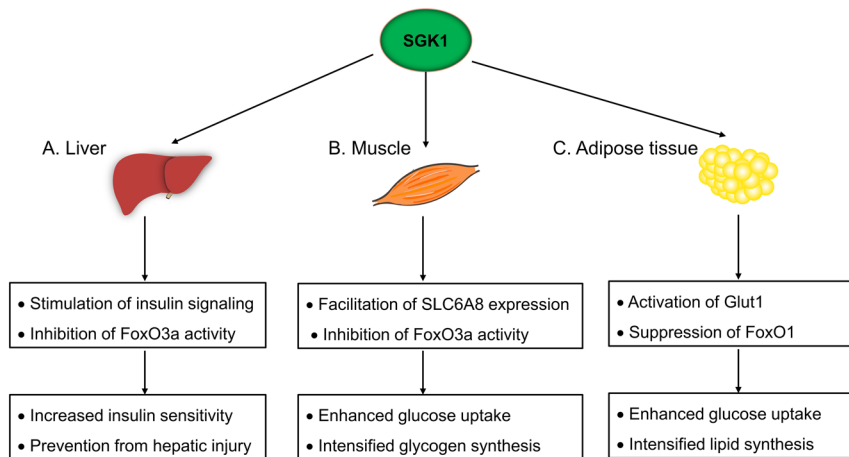 SGK1
A. Liver
B. Muscle
C. Adipose tissue
• Stimulation of insulin signaling
• Inhibition of FoxO3a activity
• Facilitation of SLC6A8 expression
• Inhibition of FoxO3a activity
• Activation of Glut1
• Suppression of FoxO1
• Increased insulin sensitivity
• Prevention from hepatic injury
• Enhanced glucose uptake
• Intensified glycogen synthesis
• Enhanced glucose uptake
• Intensified lipid synthesis